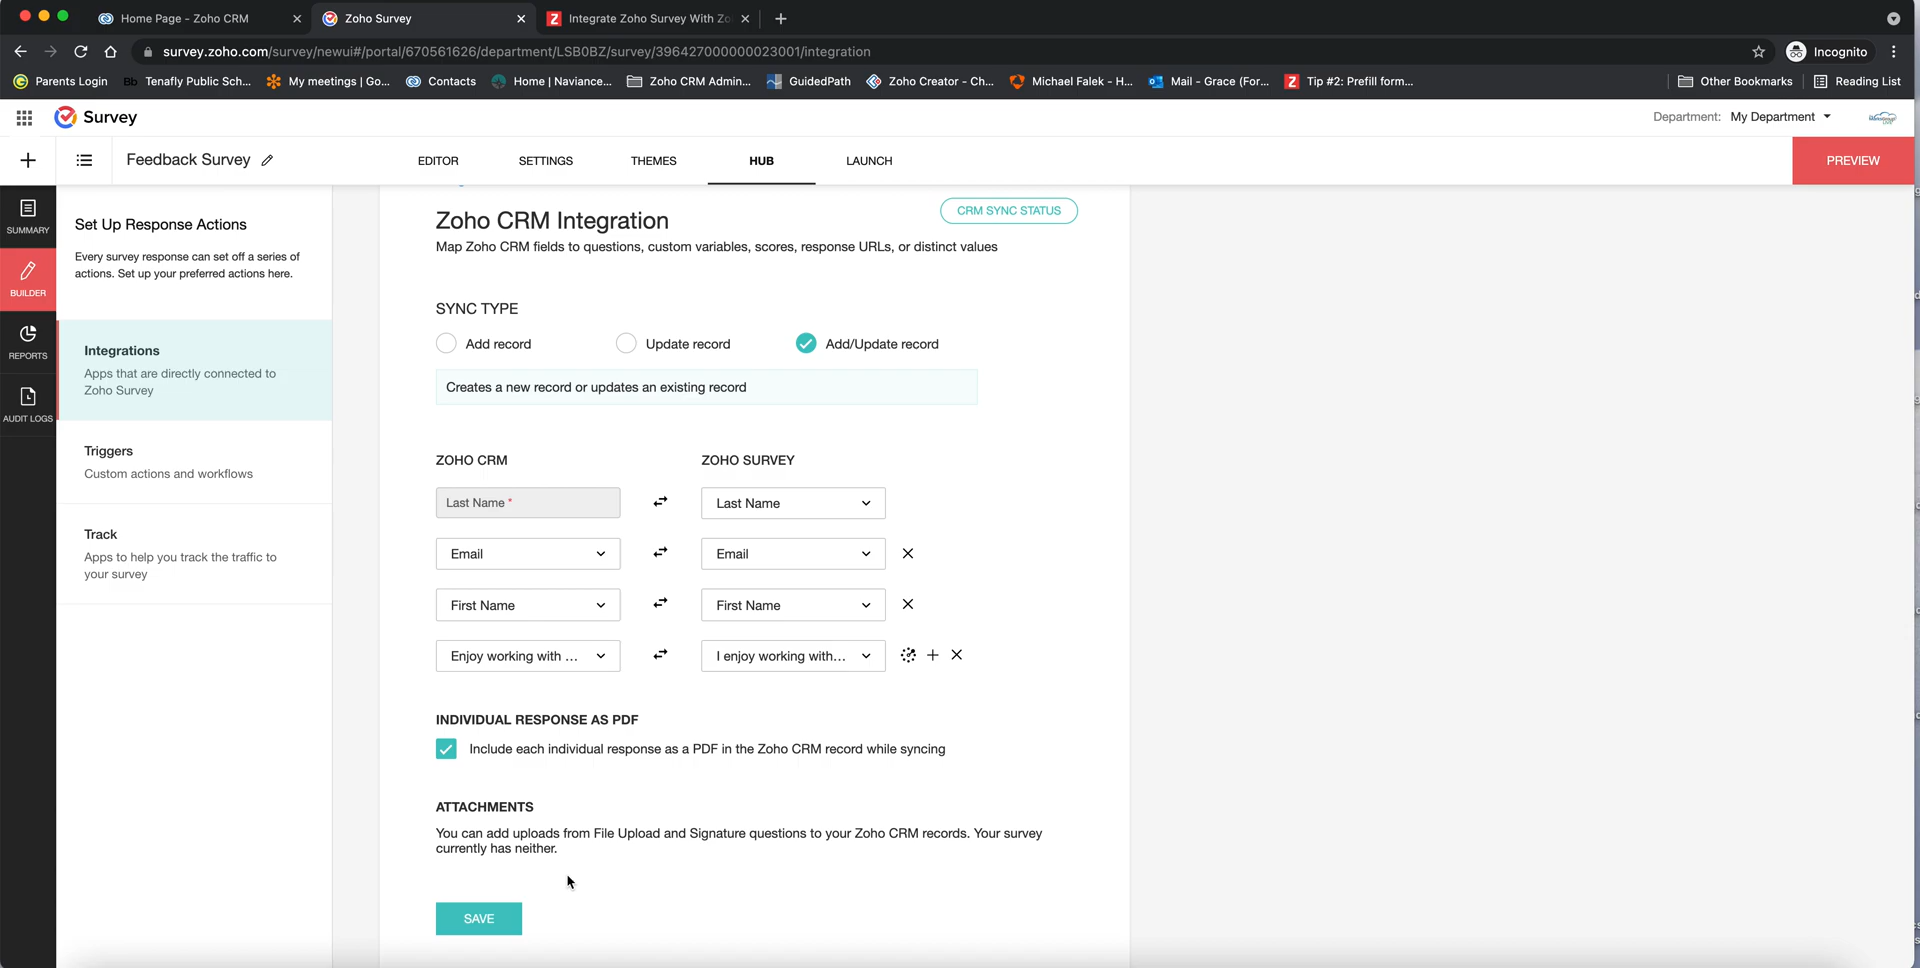 Home Page - Zoho CRM
Zoho Survey
Integrate Zoho Survey With Zo
survey.zoho.com/survey/newui#/portal/670561626/department/LSB0BZ/survey/396427000000023001/integration
Incognito
Parents Login
Bb Tenafly Public Sch...
My meetings | Go...
Contacts
Home | Naviance...
Zoho CRM Admin...
GuidedPath
Zoho Creator - Ch...
Michael Falek - H...
Mail - Grace (For...
Tip #2: Prefill form...
Other Bookmarks
Reading List
Survey
Department: My Department
Feedback Survey
EDITOR
SETTINGS
THEMES
HUB
LAUNCH
PREVIEW
SUMMARY
BUILDER
REPORTS
AUDIT LOGS
Set Up Response Actions
Every survey response can set off a series of
actions. Set up your preferred actions here.
Integrations
Apps that are directly connected to
Zoho Survey
Triggers
Custom actions and workflows
Track
Apps to help you track the traffic to
your survey
Zoho CRM Integration
CRM SYNC STATUS
Map Zoho CRM fields to questions, custom variables, scores, response URLs, or distinct values
SYNC TYPE
Add record
Update record
Add/Update record
Creates a new record or updates an existing record
ZOHO CRM
ZOHO SURVEY
Last Name *
Last Name
Email
Email
First Name
First Name
Enjoy working with ...
I enjoy working with...
INDIVIDUAL RESPONSE AS PDF
Include each individual response as a PDF in the Zoho CRM record while syncing
ATTACHMENTS
You can add uploads from File Upload and Signature questions to your Zoho CRM records. Your survey
currently has neither.
SAVE